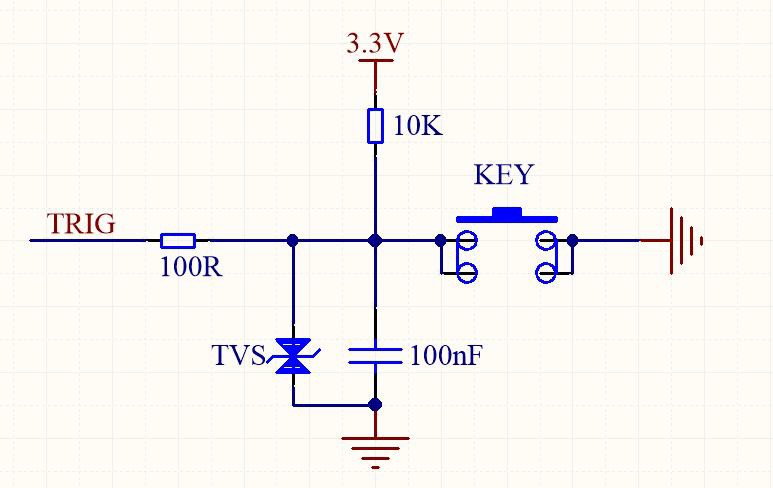 3.3V
10K
KEY
TRIG
100R
TVS
100nF